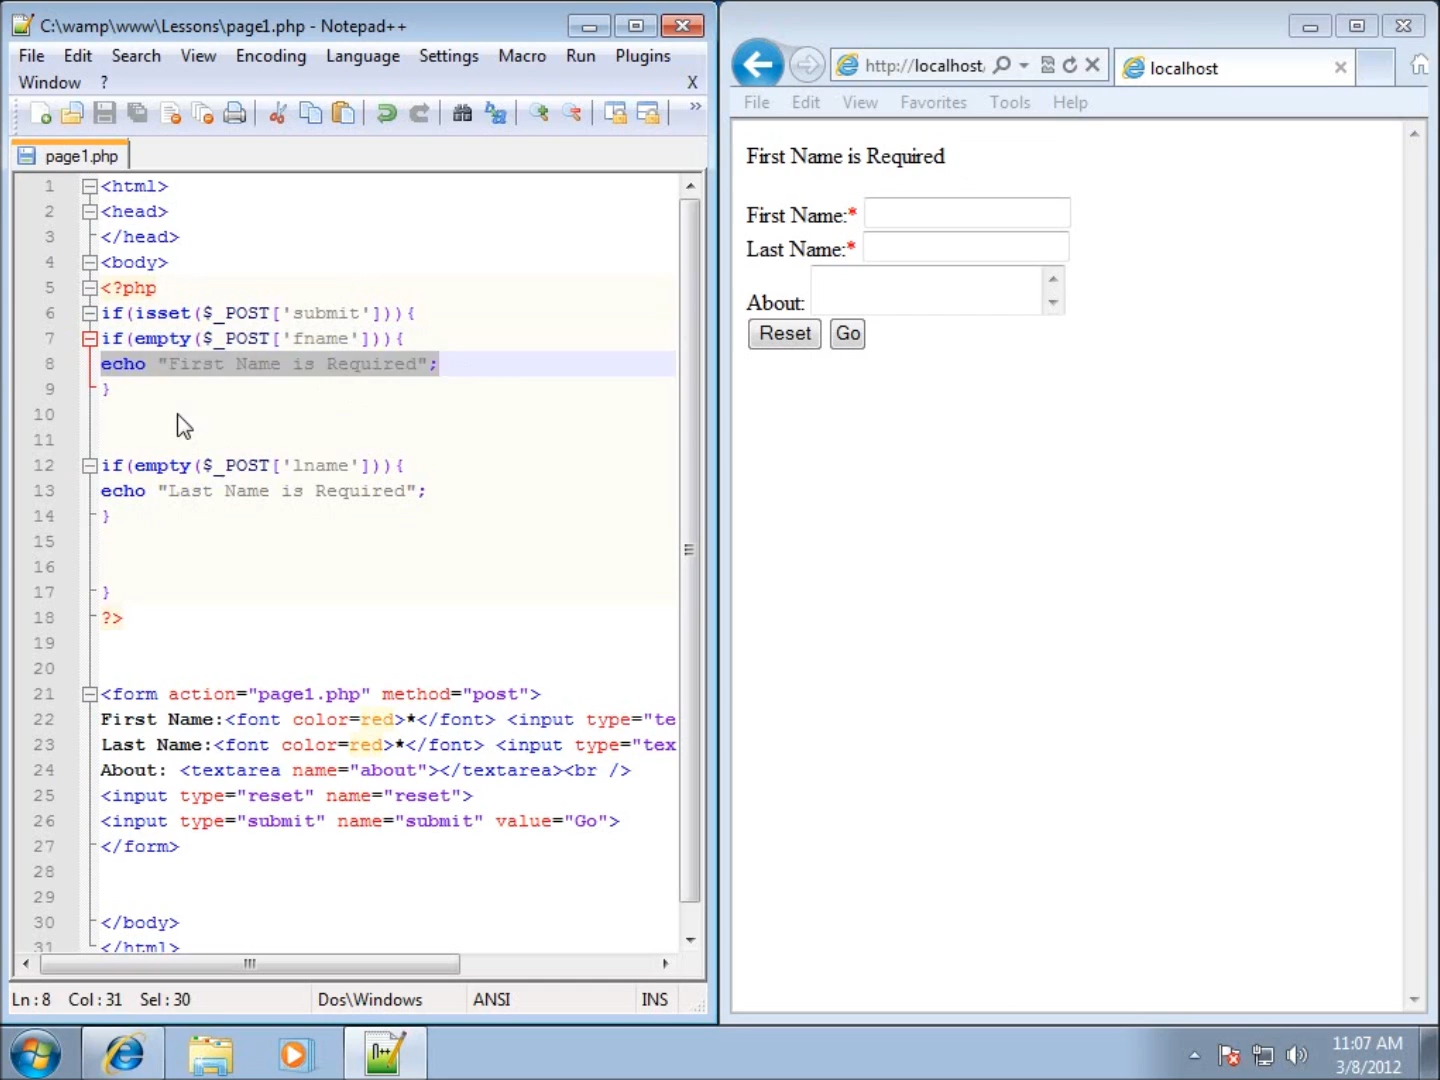 C:\wamp\www\Lessons\page1.php - Notepad++
File Edit Search View Encoding Language Settings Macro Run Plugins
Window ? X
page1.php
1 <html>
2 <head>
3 </head>
4 <body>
5 <?php
6 if(isset($_POST['submit'])){
7 if(empty($_POST['fname'])){
8 echo "First Name is Required";
9 }
10
11
12 if(empty($_POST['lname'])){
13 echo "Last Name is Required";
14 }
15
16
17 }
18 ?>
19
20
21 <form action="page1.php" method="post">
22 First Name:<font color=red>*</font> <input type="te
23 Last Name:<font color=red>*</font> <input type="tex
24 About: <textarea name="about"></textarea><br />
25 <input type="reset" name="reset">
26 <input type="submit" name="submit" value="Go">
27 </form>
28
29
30 </body>
31 </html>
Ln : 8 Col : 31 Sel : 30 Dos\Windows ANSI INS
http://localhost localhost
File Edit View Favorites Tools Help
First Name is Required
First Name:*
Last Name:*
About:
Reset Go
11:07 AM
3/8/2012